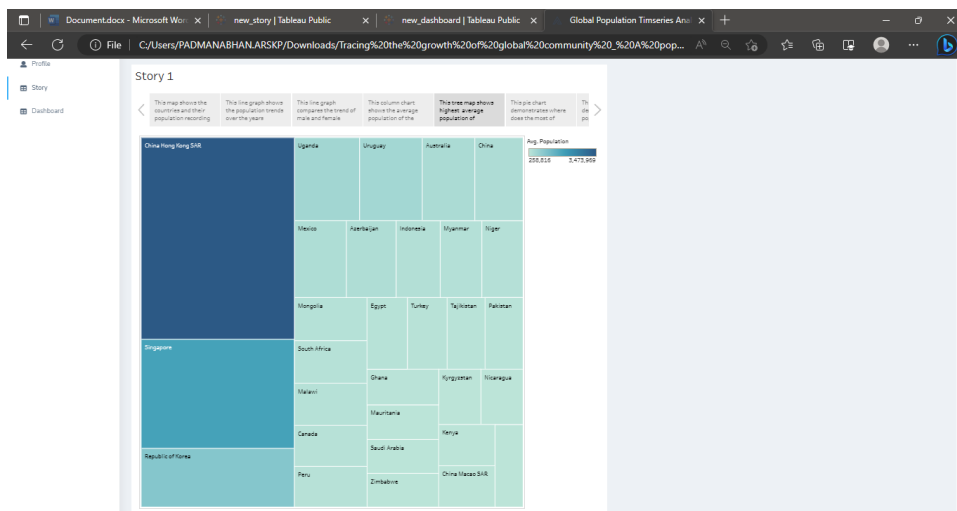 Document.docx - Microsoft Wor
new_story | Tableau Public
new_dashboard | Tableau Public
Global Population Timseries Ana
File
C:/Users/PADMANABHAN.ARSKP/Downloads/Tracing%20the%20growth%20of%20global%20community%20_%20A%20pop...
Profile
Story
Dashboard
Story 1
This map shows the
countries and their
population recording
This line graph shows
the population trends
over the years
This line graph
compares the trend of
male and female
This column chart
shows the average
population of the
This tree map shows
highest average
population of
This pie chart
demonstrates where
does the most of
Th
de
po
China Hong Kong SAR
Uganda
Uruguay
Australia
China
Avg. Population
258,816
3,473,969
Mexico
Azerbaijan
Indonesia
Myanmar
Niger
Mongolia
Egypt
Turkey
Tajikistan
Pakistan
Singapore
South Africa
Ghana
Kyrgyzstan
Nicaragua
Malawi
Mauritania
Canada
Kenya
Saudi Arabia
Republic of Korea
Peru
China Macao SAR
Zimbabwe